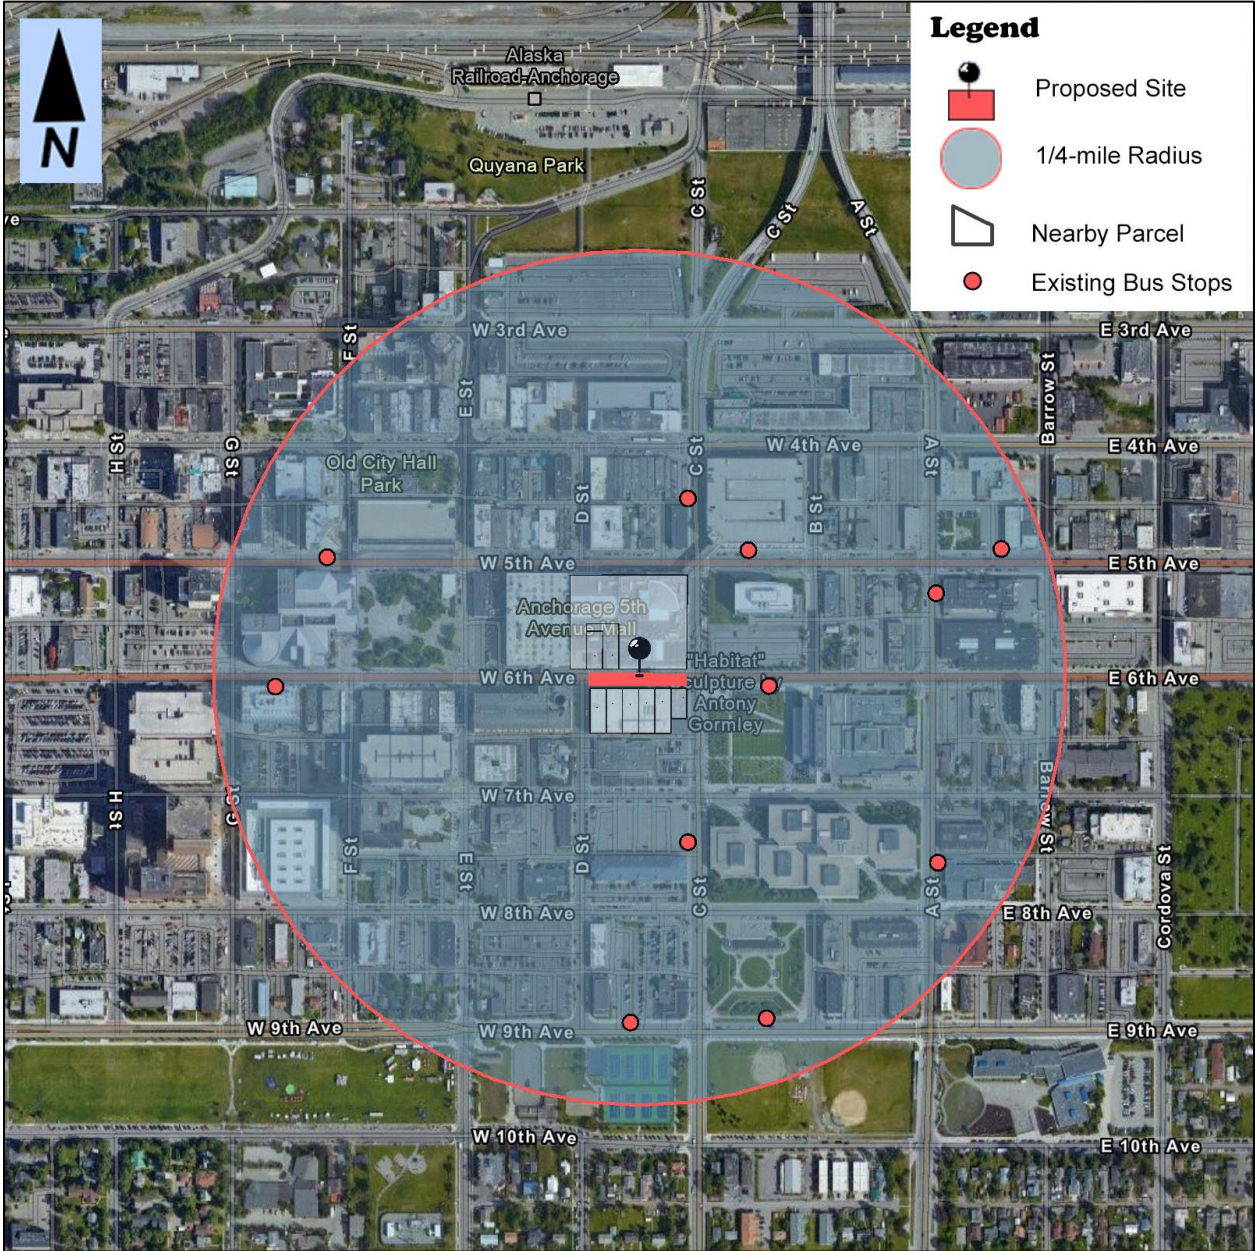 Legend
Proposed Site
1/4-mile Radius
Nearby Parcel
Existing Bus Stops
N
Alaska
Railroad-Anchorage
Quyana Park
C St
C St
A St
ve
W 3rd Ave
E 3rd Ave
F St
E St
Barrow St
H St
G St
C St
W 4th Ave
A St
E 4th Ave
Old City Hall
Park
D St
B St
W 5th Ave
E 5th Ave
Anchorage 5th
Avenue Mall
W 6th Ave
"Habitat"
Antony
Gormley
E 6th Ave
W 7th Ave
H St
G St
F St
E St
D St
C St
A St
Barrow St
Cordova St
W 8th Ave
E 8th Ave
W 9th Ave
W 9th Ave
E 9th Ave
W 10th Ave
E 10th Ave